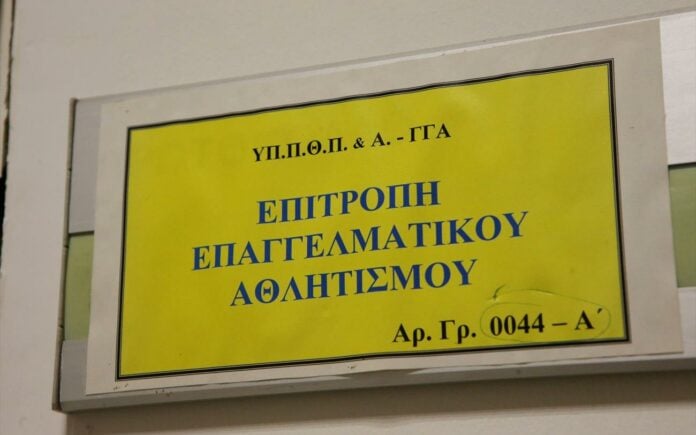 ΥΠ.Π.Θ.Π. & Α. - ΓΓΑ
ΕΠΙΤΡΟΠΗ
ΕΠΑΓΓΕΛΜΑΤΙΚΟΥ
ΑΘΛΗΤΙΣΜΟΥ
Αρ. Γρ. 0044 – Α΄